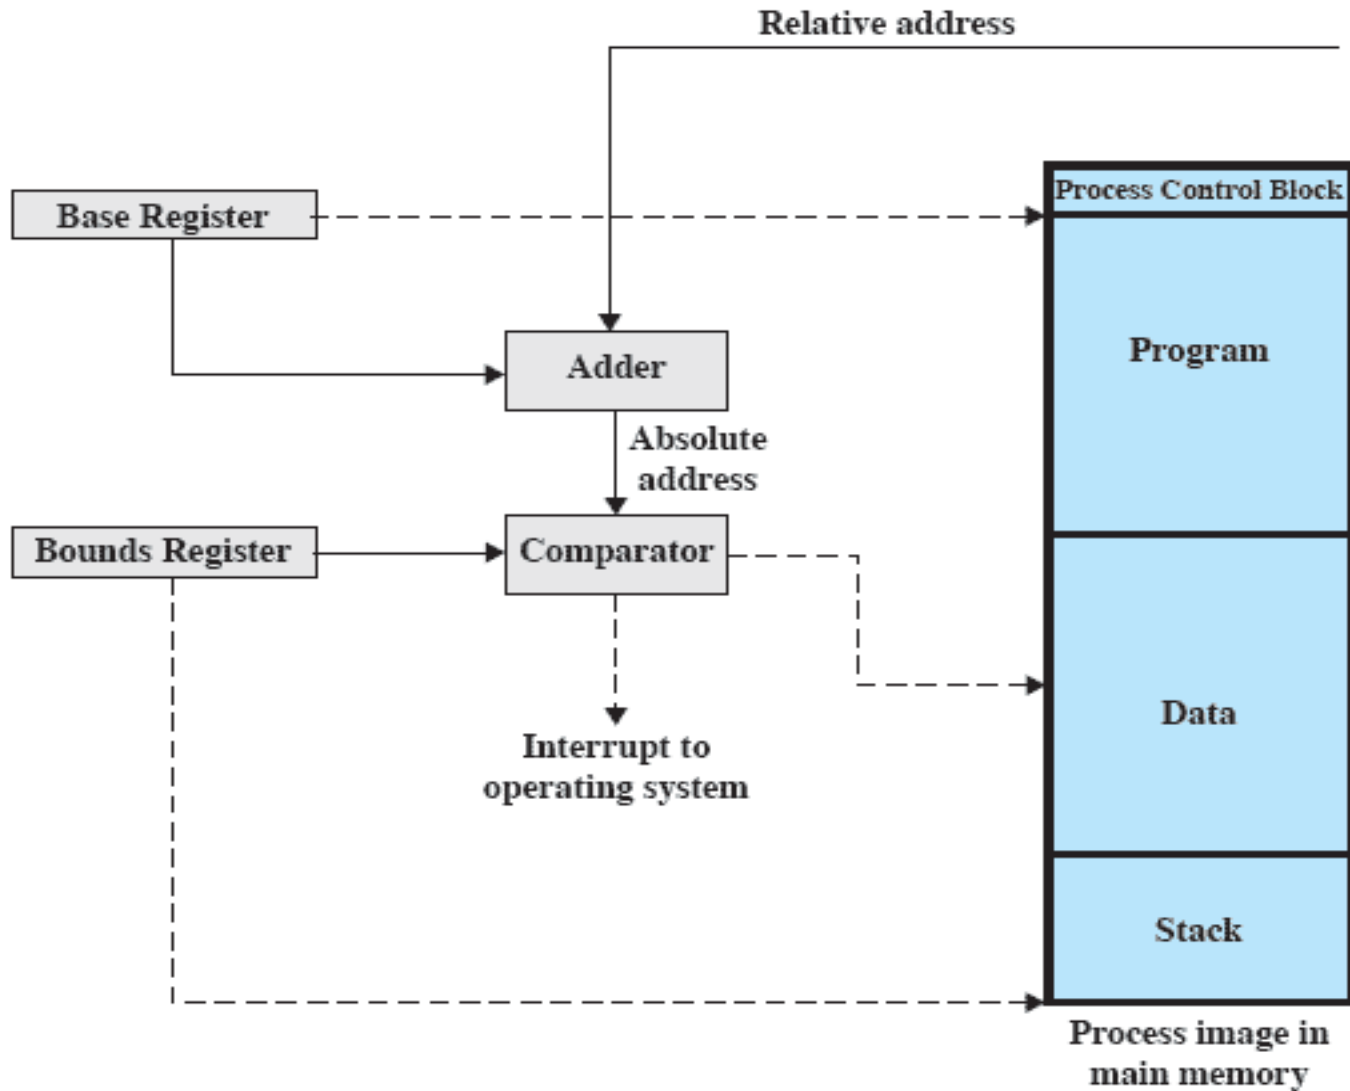 Relative address
Process Control Block
Base Register
Program
Adder
Absolute
address
Bounds Register
Comparator
Data
Interrupt to
operating system
Stack
Process image in
main memory